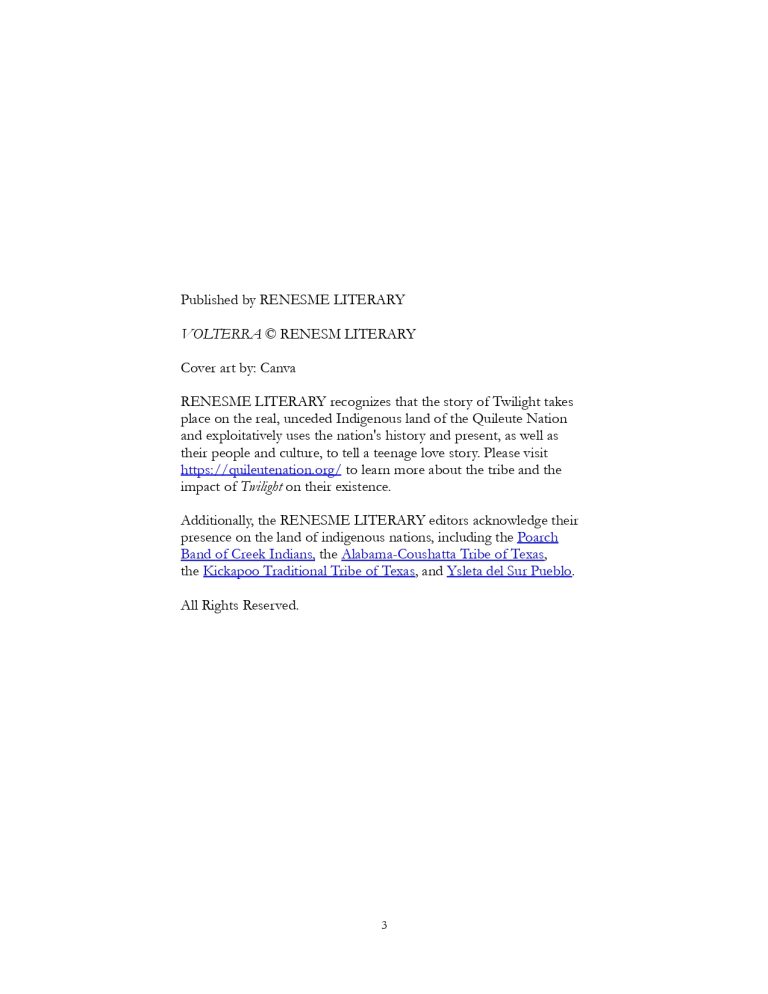 Published by RENESME LITERARY
VOLTERRA © RENESM LITERARY
Cover art by: Canva
RENESME LITERARY recognizes that the story of Twilight takes
place on the real, unceded Indigenous land of the Quileute Nation
and exploitatively uses the nation's history and present, as well as
their people and culture, to tell a teenage love story. Please visit
https://quileutenation.org/ to learn more about the tribe and the
impact of Twilight on their existence.
Additionally, the RENESME LITERARY editors acknowledge their
presence on the land of indigenous nations, including the Poarch
Band of Creek Indians, the Alabama-Coushatta Tribe of Texas,
the Kickapoo Traditional Tribe of Texas, and Ysleta del Sur Pueblo.
All Rights Reserved.
3